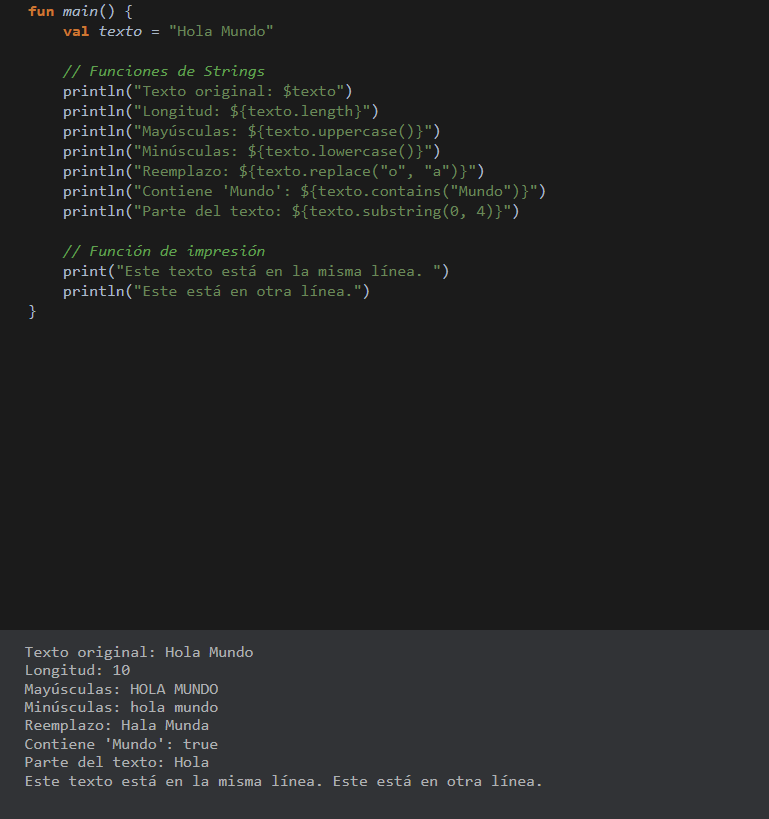 fun main() {
    val texto = "Hola Mundo"
    // Funciones de Strings
    println("Texto original: $texto")
    println("Longitud: ${texto.length}")
    println("Mayúsculas: ${texto.uppercase()}")
    println("Minúsculas: ${texto.lowercase()}")
    println("Reemplazo: ${texto.replace("o", "a")}")
    println("Contiene 'Mundo': ${texto.contains("Mundo")}")
    println("Parte del texto: ${texto.substring(0, 4)}")
    // Función de impresión
    print("Este texto está en la misma línea. ")
    println("Este está en otra línea.")
}
Texto original: Hola Mundo
Longitud: 10
Mayúsculas: HOLA MUNDO
Minúsculas: hola mundo
Reemplazo: Hala Munda
Contiene 'Mundo': true
Parte del texto: Hola
Este texto está en la misma línea. Este está en otra línea.